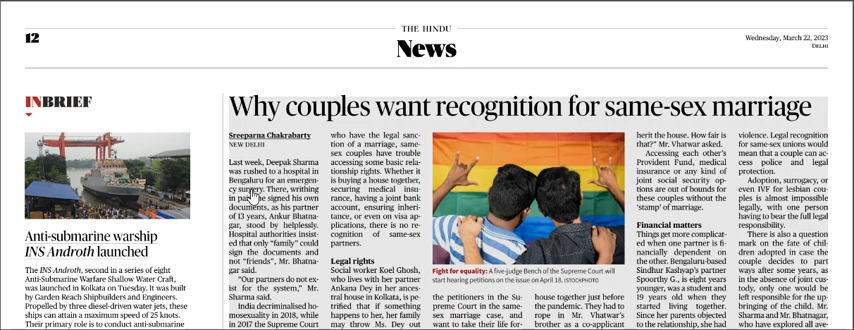 12
THE HINDU
News
Wednesday, March 22, 2023
DELHI
INBRIEF
Anti-submarine warship
INS Androth launched
The INS Androth, second in a series of eight
Anti-Submarine Warfare Shallow Water Craft,
was launched in Kolkata on Tuesday. It was built
by Garden Reach Shipbuilders and Engineers.
Propelled by three diesel-driven water jets, these
ships can attain a maximum speed of 25 knots.
Their primary role is to conduct anti-submarine
Why couples want recognition for same-sex marriage
Sreeparna Chakrabarty
NEW DELHI
Last week, Deepak Sharma
was rushed to a hospital in
Bengaluru for an emergen-
cy surgery. There, writhing
in pain he signed his own
documents, as his partner
of 13 years, Ankur Bhatna-
gar, stood by helplessly.
Hospital authorities insist-
ed that only “family” could
sign the documents and
not “friends”, Mr. Bhatna-
gar said.
“Our partners do not ex-
ist for the system,” Mr.
Sharma said.
India decriminalised ho-
mosexuality in 2018, while
in 2017 the Supreme Court
who have the legal sanc-
tion of a marriage, same-
sex couples have trouble
accessing some basic rela-
tionship rights. Whether it
is buying a house together,
securing medical insu-
rance, having a joint bank
account, ensuring inheri-
tance, or even on visa app-
lications, there is no re-
cognition of same-sex
partners.
Legal rights
Social worker Koel Ghosh,
who lives with her partner
Ankana Dey in her ances-
tral house in Kolkata, is pe-
trified that if something
happens to her, her family
may throw Ms. Dey out
Fight for equality: A five-judge Bench of the Supreme Court will
start hearing petitions on the issue on April 18. ISTOCKPHOTO
the petitioners in the Su-
preme Court in the same-
sex marriage case, and
want to take their life for-
house together just before
the pandemic. They had to
rope in Mr. Vhatwar's
brother as a co-applicant
herit the house. How fair is
that?” Mr. Vhatwar asked.
Accessing each other's
Provident Fund, medical
insurance or any kind of
joint social security op-
tions are out of bounds for
these couples without the
'stamp' of marriage.
Financial matters
Things get more complicat-
ed when one partner is fi-
nancially dependent on
the other. Bengaluru-based
Sindhur Kashyap's partner
Spoorthy G., is eight years
younger, was a student and
19 years old when they
started living together.
Since her parents objected
to the relationship, she had
violence. Legal recognition
for same-sex unions would
mean that a couple can ac-
cess police and legal
protection.
Adoption, surrogacy, or
even IVF for lesbian cou-
ples is almost impossible
legally, with one person
having to bear the full legal
responsibility.
There is also a question
mark on the fate of chil-
dren adopted in case the
couple decides to part
ways after some years, as
in the absence of joint cus-
tody, only one would be
left responsible for the up-
bringing of the child. Mr.
Sharma and Mr. Bhatnagar,
who have explored all ave-